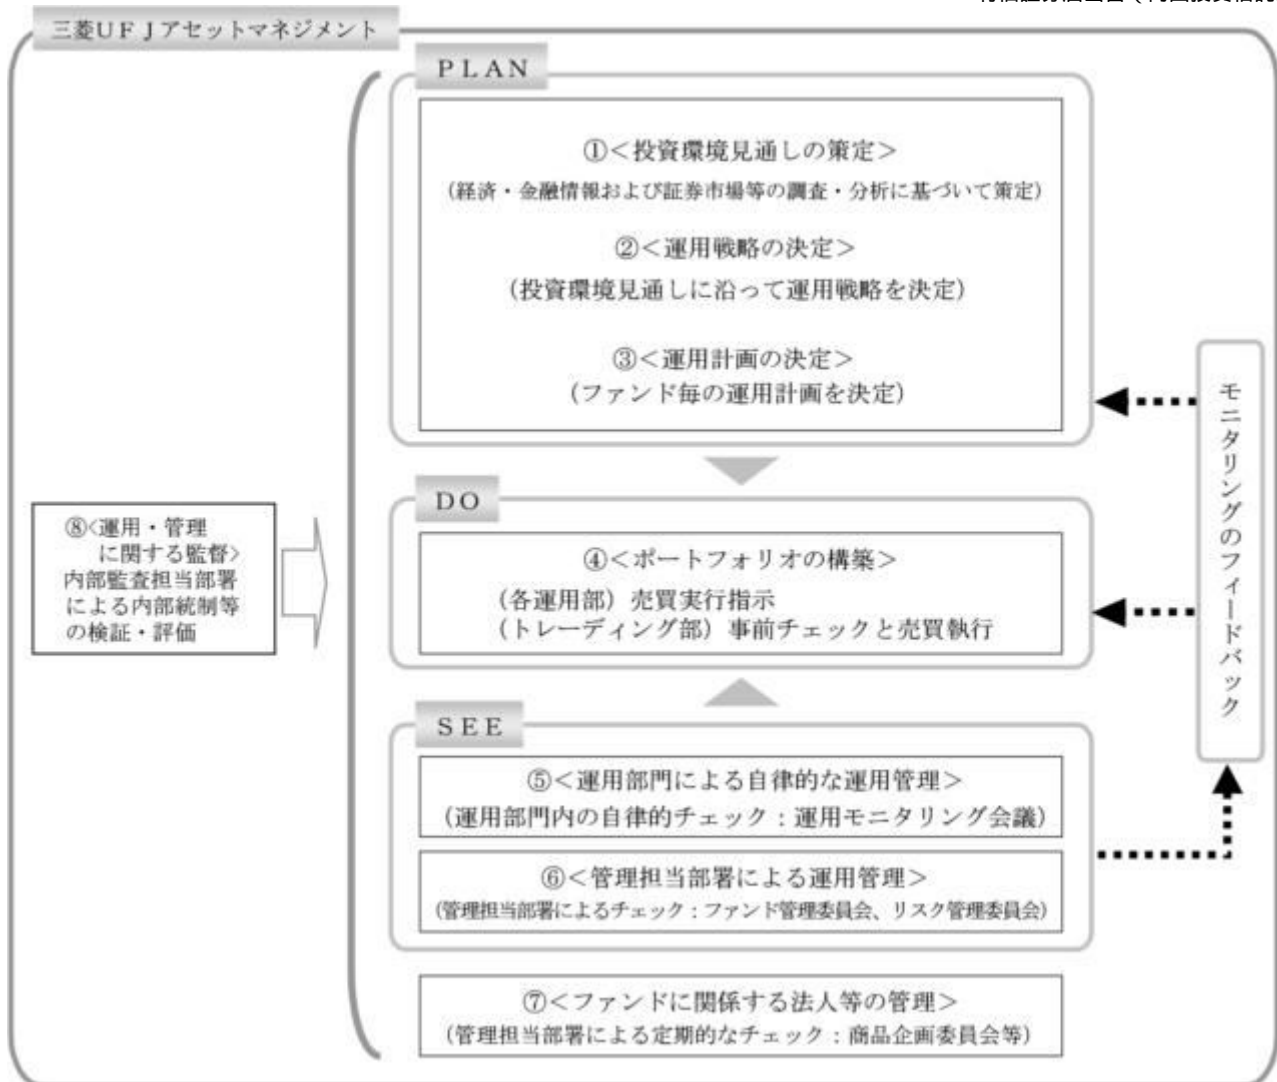 三菱UFJアセットマネジメント
PLAN
①<投資環境見通しの策定>
(経済・金融情報および証券市場等の調査・分析に基づいて策定)
②<運用戦略の決定>
(投資環境見通しに沿って運用戦略を決定)
③<運用計画の決定>
(ファンド毎の運用計画を決定)
DO
④<ポートフォリオの構築>
(各運用部)売買実行指示
(トレーディング部)事前チェックと売買執行
SEE
⑤<運用部門による自律的な運用管理>
(運用部門内の自律的チェック:運用モニタリング会議)
⑥<管理担当部署による運用管理>
(管理担当部署によるチェック:ファンド管理委員会、リスク管理委員会)
⑦<ファンドに関係する法人等の管理>
(管理担当部署による定期的なチェック:商品企画委員会等)
⑧<運用・管理
に関する監督>
内部監査担当部署
による内部統制等
の検証・評価
モニタリングのフィードバック